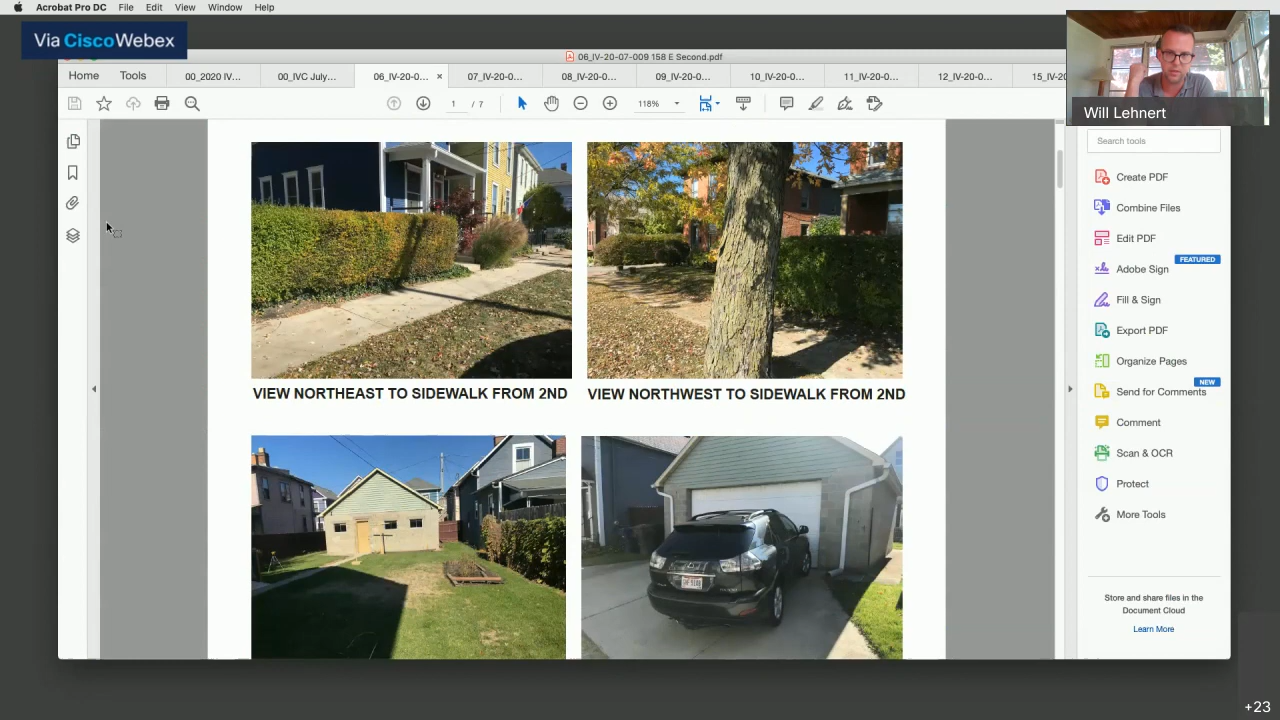 Acrobat Pro DC File Edit View Window Help
Via Cisco Webex
06_IV-20-07-009 158 E Second.pdf
Home Tools 00_2020 IV... 00_IVC July... 06_IV-20-0... × 07_IV-20-0... 08_IV-20-0... 09_IV-20-0... 10_IV-20-0... 11_IV-20-0... 12_IV-20-0... 15_IV-20-0
1 / 7 118%
Will Lehnert
Search tools
Create PDF
Combine Files
Edit PDF
FEATURED
Adobe Sign
Fill & Sign
Export PDF
Organize Pages
NEW
Send for Comments
Comment
Scan & OCR
Protect
More Tools
VIEW NORTHEAST TO SIDEWALK FROM 2ND
VIEW NORTHWEST TO SIDEWALK FROM 2ND
Store and share files in the
Document Cloud
Learn More
+23